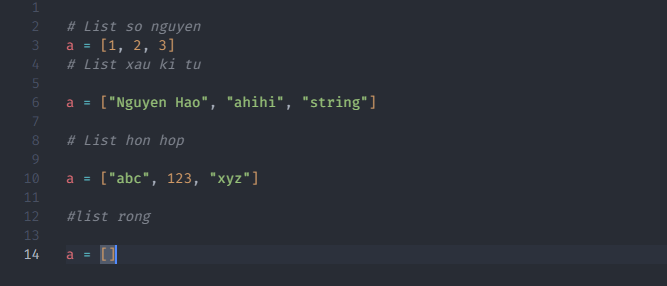 1
2 # List so nguyen
3 a = [1, 2, 3]
4 # List xau ki tu
5
6 a = ["Nguyen Hao", "ahihi", "string"]
7
8 # List hon hop
9
10 a = ["abc", 123, "xyz"]
11
12 #list rong
13
14 a = []